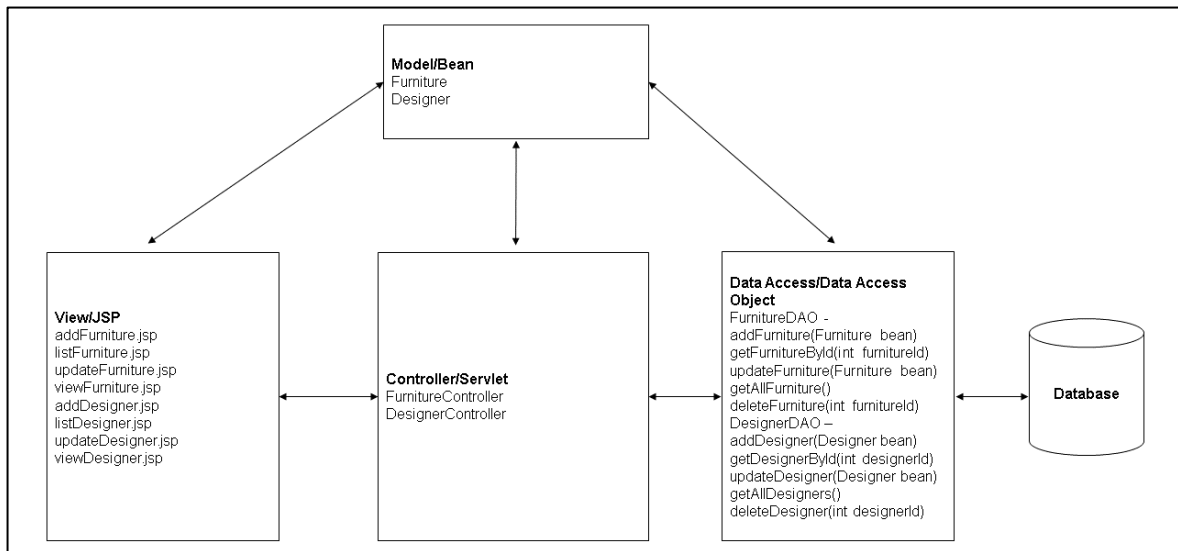 Model/Bean
Furniture
Designer
View/JSP
addFurniture.jsp
listFurniture.jsp
updateFurniture.jsp
viewFurniture.jsp
addDesigner.jsp
listDesigner.jsp
updateDesigner.jsp
viewDesigner.jsp
Controller/Servlet
FurnitureController
DesignerController
Data Access/Data Access
Object
FurnitureDAO -
addFurniture(Furniture bean)
getFurnitureById(int furnitureId)
updateFurniture(Furniture bean)
getAllFurniture()
deleteFurniture(int furnitureId)
DesignerDAO –
addDesigner(Designer bean)
getDesignerById(int designerId)
updateDesigner(Designer bean)
getAllDesigners()
deleteDesigner(int designerId)
Database